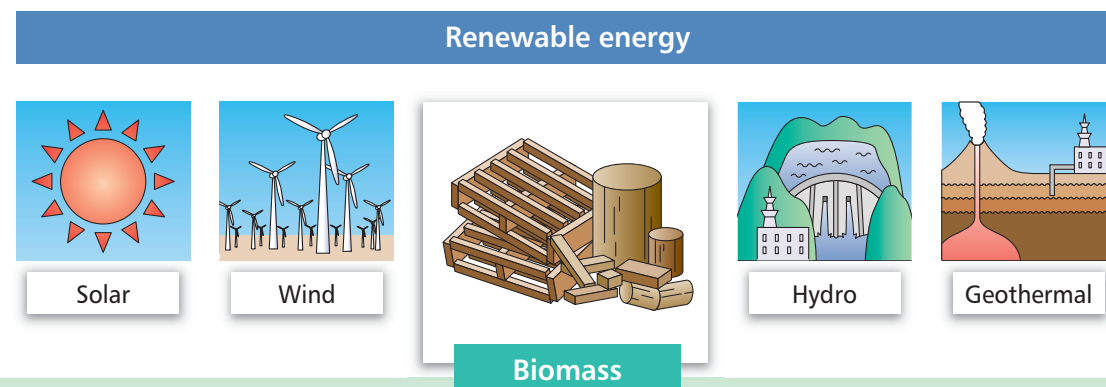 Renewable energy
Solar
Wind
Biomass
Hydro
Geothermal